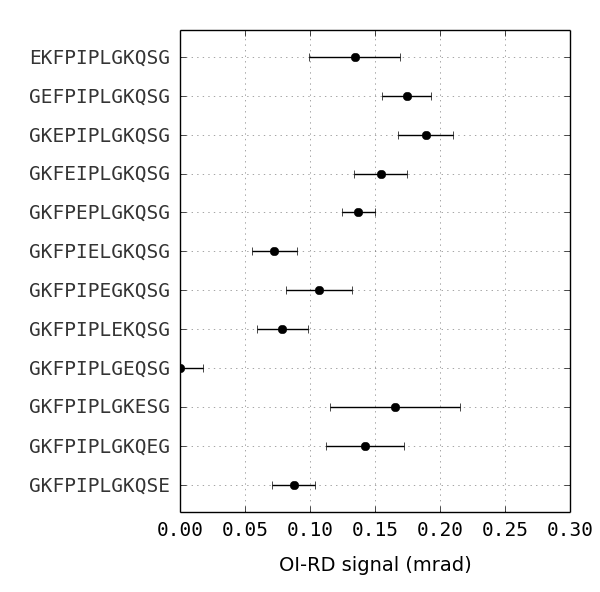 EKFPIPLGKQSG
GEFPIPLGKQSG
GKEPIPLGKQSG
GKFEIPLGKQSG
GKFPEPLGKQSG
GKFPIELGKQSG
GKFPIPEGKQSG
GKFPIPLEKQSG
GKFPIPLGEQSG
GKFPIPLGKESG
GKFPIPLGKQEG
GKFPIPLGKQSE
0.00 0.05 0.10 0.15 0.20 0.25 0.30
OI-RD signal (mrad)